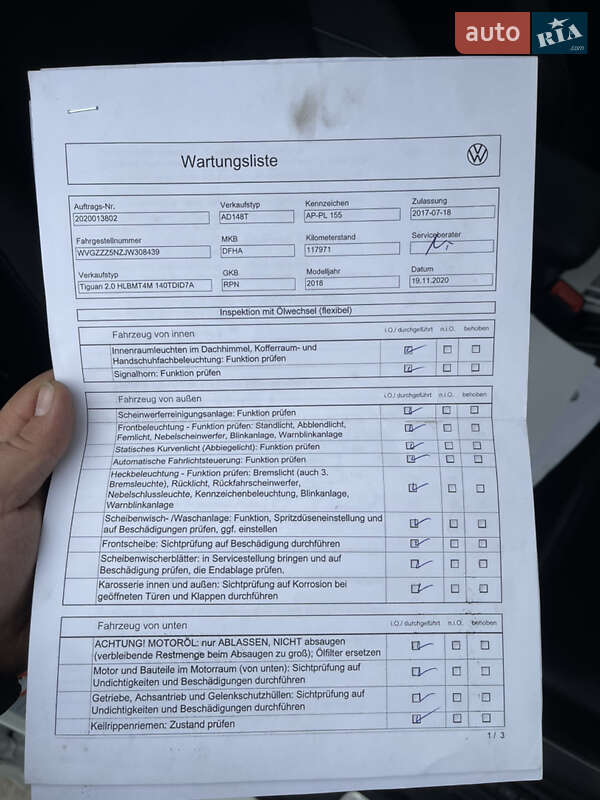 auto RIA.com
Wartungsliste
Auftrags-Nr. Verkaufstyp Kennzeichen Zulassung
2020013802 AD148T AP-PL 155 2017-07-18
Fahrgestellnummer MKB Kilometerstand Serviceberater
WVGZZZ5NZJW308439 DFHA 117971
Verkaufstyp GKB Modelljahr Datum
Tiguan 2.0 HLBMT4M 140TDID7A RPN 2018 19.11.2020
Inspektion mit Ölwechsel (flexibel)
Fahrzeug von innen i.O./ durchgeführt n.i.O. behoben
Innenraumleuchten im Dachhimmel, Kofferraum- und
Handschuhfachbeleuchtung: Funktion prüfen
Signalhorn: Funktion prüfen
Fahrzeug von außen i.O./ durchgeführt n.i.O. behoben
Scheinwerferreinigungsanlage: Funktion prüfen
Frontbeleuchtung - Funktion prüfen: Standlicht, Abblendlicht,
Fernlicht, Nebelscheinwerfer, Blinkanlage, Warnblinkanlage
Statisches Kurvenlicht (Abbiegelicht): Funktion prüfen
Automatische Fahrlichtsteuerung: Funktion prüfen
Heckbeleuchtung - Funktion prüfen: Bremslicht (auch 3.
Bremsleuchte), Rücklicht, Rückfahrscheinwerfer,
Nebelschlussleuchte, Kennzeichenbeleuchtung, Blinkanlage,
Warnblinkanlage
Scheibenwisch- /Waschanlage: Funktion, Spritzdüseneinstellung und
auf Beschädigungen prüfen, ggf. einstellen
Frontscheibe: Sichtprüfung auf Beschädigung durchführen
Scheibenwischerblätter: in Servicestellung bringen und auf
Beschädigung prüfen, die Endablage prüfen.
Karosserie innen und außen: Sichtprüfung auf Korrosion bei
geöffneten Türen und Klappen durchführen
Fahrzeug von unten i.O./ durchgeführt n.i.O. behoben
ACHTUNG! MOTORÖL: nur ABLASSEN, NICHT absaugen
(verbleibende Restmenge beim Absaugen zu groß); Ölfilter ersetzen
Motor und Bauteile im Motorraum (von unten): Sichtprüfung auf
Undichtigkeiten und Beschädigungen durchführen
Getriebe, Achsantrieb und Gelenkschutzhüllen: Sichtprüfung auf
Undichtigkeiten und Beschädigungen durchführen
Keilrippenriemen: Zustand prüfen
1 / 3